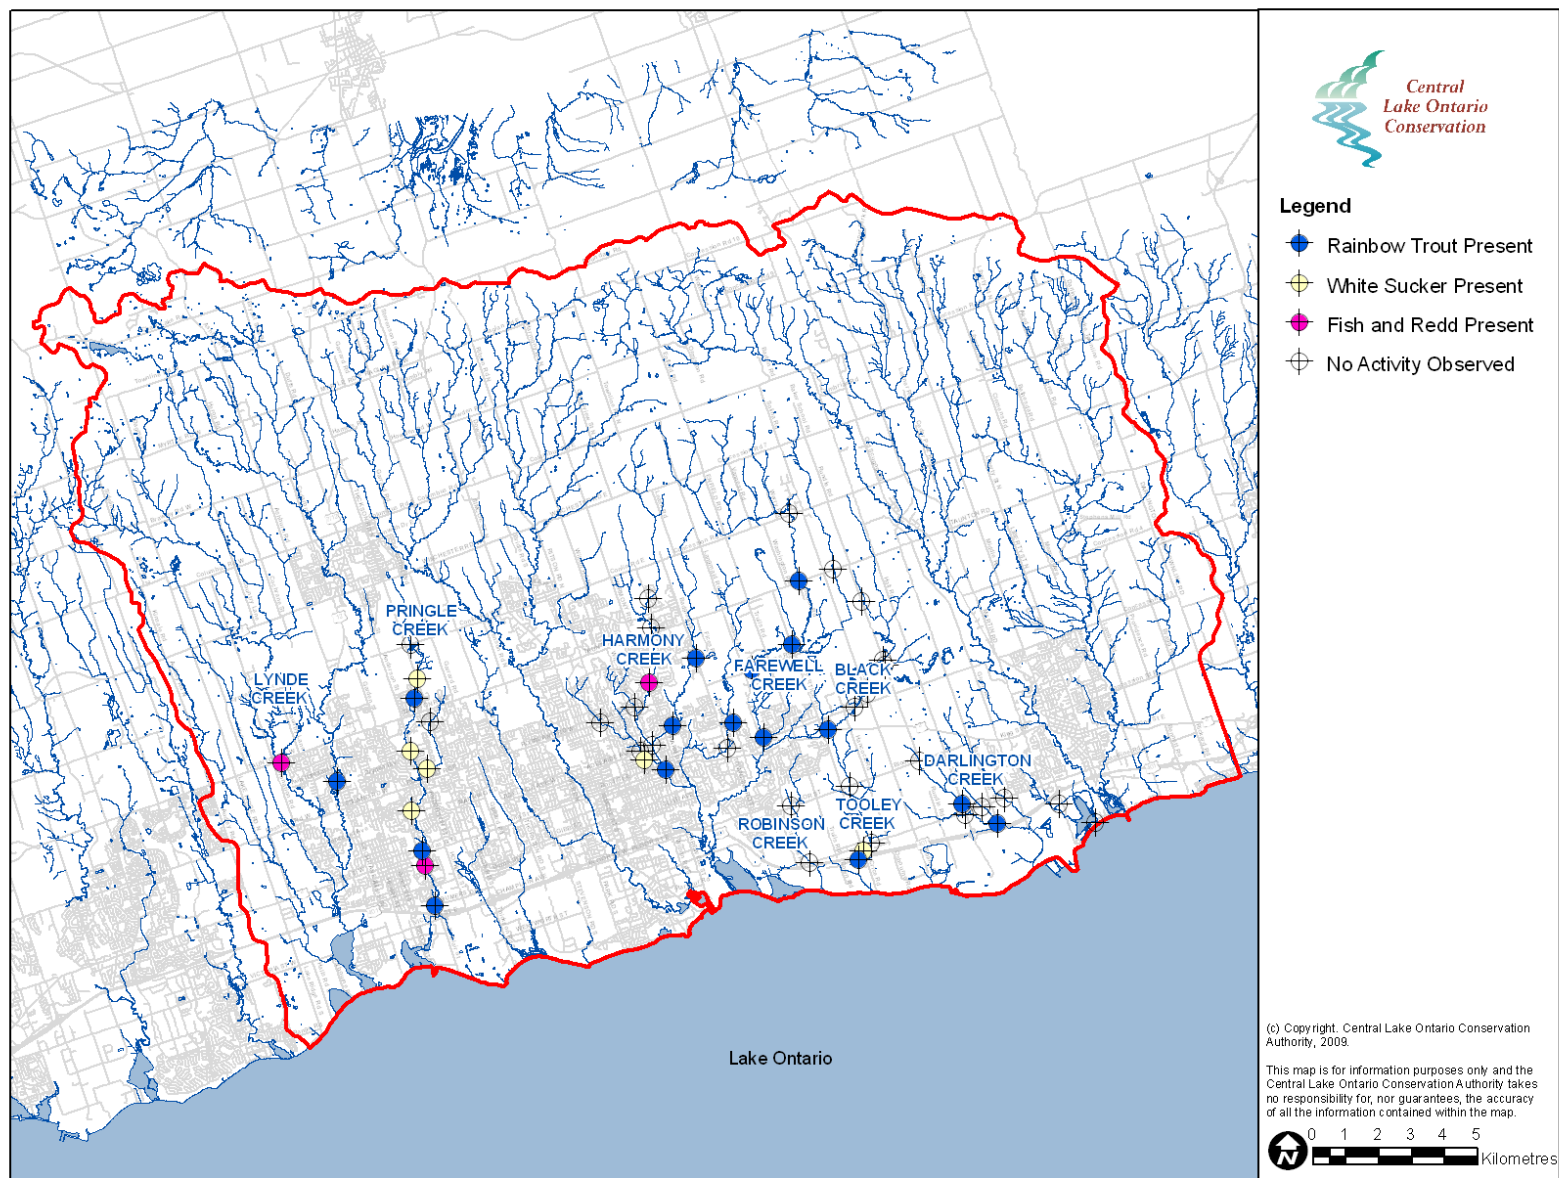 Central
Lake Ontario
Conservation
Legend
Rainbow Trout Present
White Sucker Present
Fish and Redd Present
No Activity Observed
PRINGLE
CREEK
HARMONY
CREEK
FAREWELL
CREEK
BLACK
CREEK
LYNDE
CREEK
DARLINGTON
CREEK
TOOLEY
CREEK
ROBINSON
CREEK
Lake Ontario
(c) Copyright. Central Lake Ontario Conservation
Authority, 2009.
This map is for information purposes only and the
Central Lake Ontario Conservation Authority takes
no responsibility for, nor guarantees, the accuracy
of all the information contained within the map.
N
0 1 2 3 4 5
Kilometres